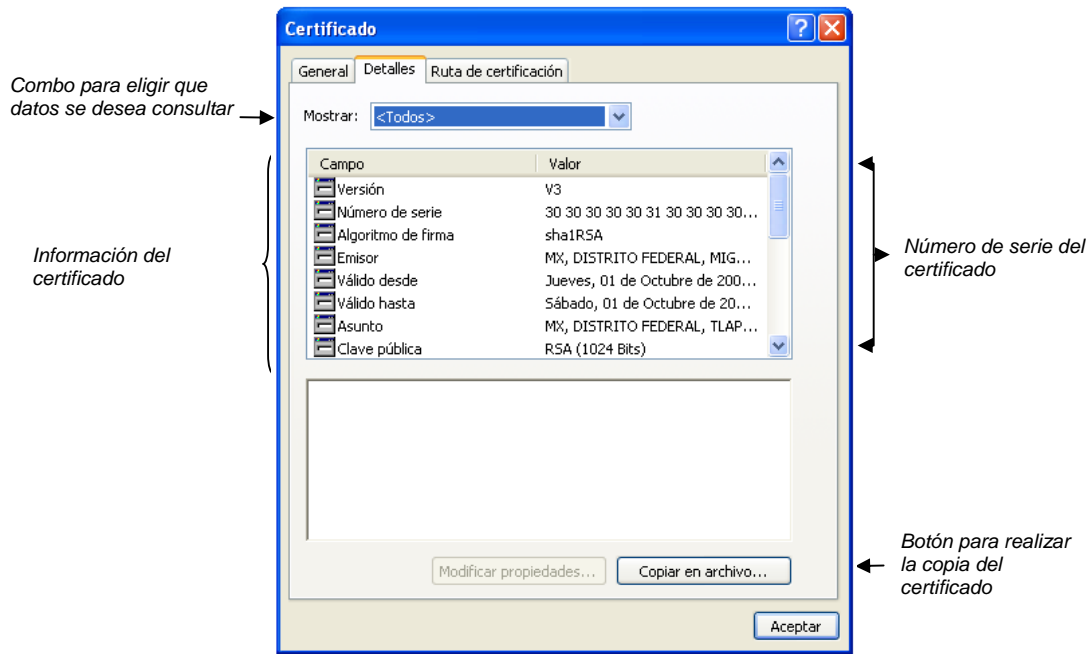 Certificado
General Detalles Ruta de certificación
Combo para eligir que
datos se desea consultar
Mostrar: <Todos>
Campo Valor
Versión V3
Número de serie 30 30 30 30 30 31 30 30 30 30...
Algoritmo de firma sha1RSA
Emisor MX, DISTRITO FEDERAL, MIG...
Válido desde Jueves, 01 de Octubre de 200...
Válido hasta Sábado, 01 de Octubre de 20...
Asunto MX, DISTRITO FEDERAL, TLAP...
Clave pública RSA (1024 Bits)
Información del
certificado
Número de serie del
certificado
Modificar propiedades... Copiar en archivo...
Botón para realizar
la copia del
certificado
Aceptar